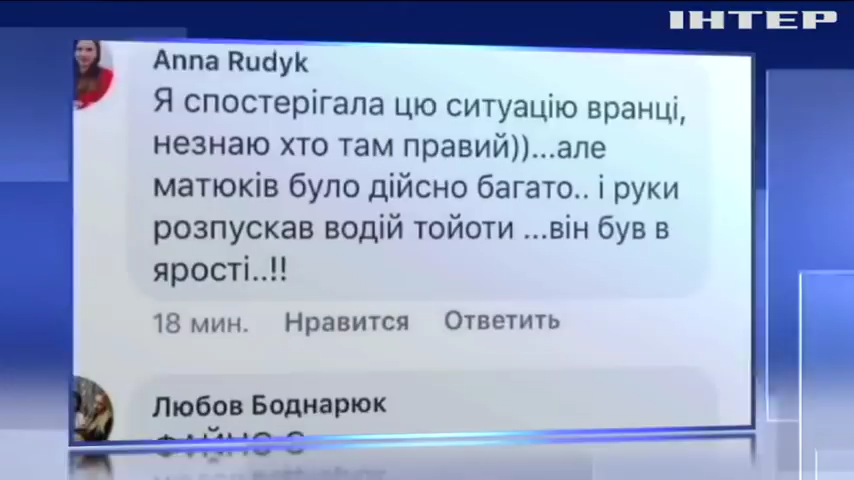 ІНТЕР
Anna Rudyk
Я спостерігала цю ситуацію вранці,
незнаю хто там правий))...але
матюків було дійсно багато.. і руки
розпускав водій тойоти ...він був в
ярості..!!
18 мин. Нравится Ответить
Любов Боднарюк